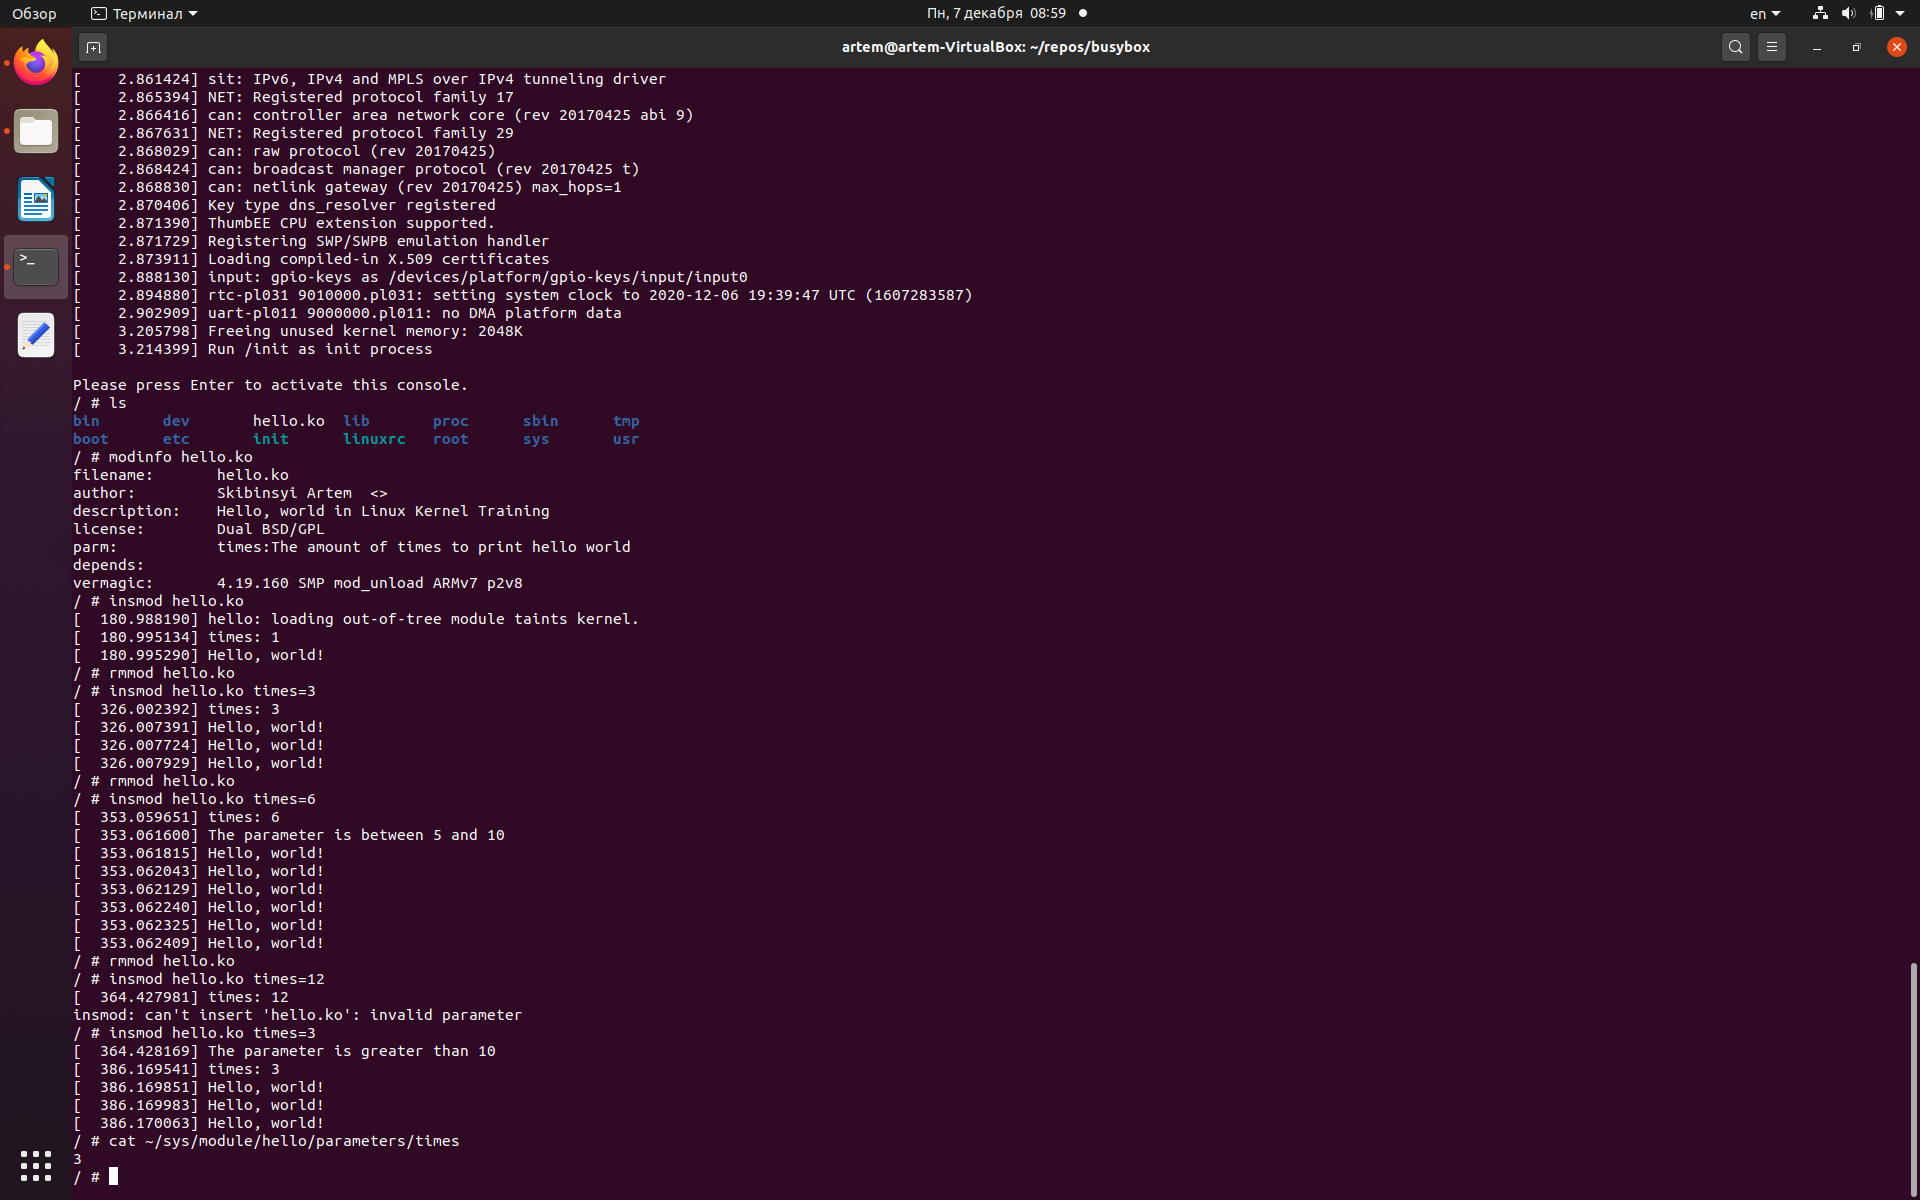 Обзор Терминал Пн, 7 декабря 08:59 en
artem@artem-VirtualBox: ~/repos/busybox
[    2.861424] sit: IPv6, IPv4 and MPLS over IPv4 tunneling driver
[    2.865394] NET: Registered protocol family 17
[    2.866416] can: controller area network core (rev 20170425 abi 9)
[    2.867631] NET: Registered protocol family 29
[    2.868029] can: raw protocol (rev 20170425)
[    2.868424] can: broadcast manager protocol (rev 20170425 t)
[    2.868830] can: netlink gateway (rev 20170425) max_hops=1
[    2.870406] Key type dns_resolver registered
[    2.871390] ThumbEE CPU extension supported.
[    2.871729] Registering SWP/SWPB emulation handler
[    2.873911] Loading compiled-in X.509 certificates
[    2.888130] input: gpio-keys as /devices/platform/gpio-keys/input/input0
[    2.894880] rtc-pl031 9010000.pl031: setting system clock to 2020-12-06 19:39:47 UTC (1607283587)
[    2.902909] uart-pl011 9000000.pl011: no DMA platform data
[    3.205798] Freeing unused kernel memory: 2048K
[    3.214399] Run /init as init process
Please press Enter to activate this console.
/ # ls
bin       dev       hello.ko  lib       proc      sbin      tmp
boot      etc       init      linuxrc   root      sys       usr
/ # modinfo hello.ko
filename:       hello.ko
author:         Skibinsyi Artem  <>
description:    Hello, world in Linux Kernel Training
license:        Dual BSD/GPL
parm:           times:The amount of times to print hello world
depends:
vermagic:       4.19.160 SMP mod_unload ARMv7 p2v8
/ # insmod hello.ko
[  180.988190] hello: loading out-of-tree module taints kernel.
[  180.995134] times: 1
[  180.995290] Hello, world!
/ # rmmod hello.ko
/ # insmod hello.ko times=3
[  326.002392] times: 3
[  326.007391] Hello, world!
[  326.007724] Hello, world!
[  326.007929] Hello, world!
/ # rmmod hello.ko
/ # insmod hello.ko times=6
[  353.059651] times: 6
[  353.061600] The parameter is between 5 and 10
[  353.061815] Hello, world!
[  353.062043] Hello, world!
[  353.062129] Hello, world!
[  353.062240] Hello, world!
[  353.062325] Hello, world!
[  353.062409] Hello, world!
/ # rmmod hello.ko
/ # insmod hello.ko times=12
[  364.427981] times: 12
insmod: can't insert 'hello.ko': invalid parameter
/ # insmod hello.ko times=3
[  364.428169] The parameter is greater than 10
[  386.169541] times: 3
[  386.169851] Hello, world!
[  386.169983] Hello, world!
[  386.170063] Hello, world!
/ # cat ~/sys/module/hello/parameters/times
3
/ #